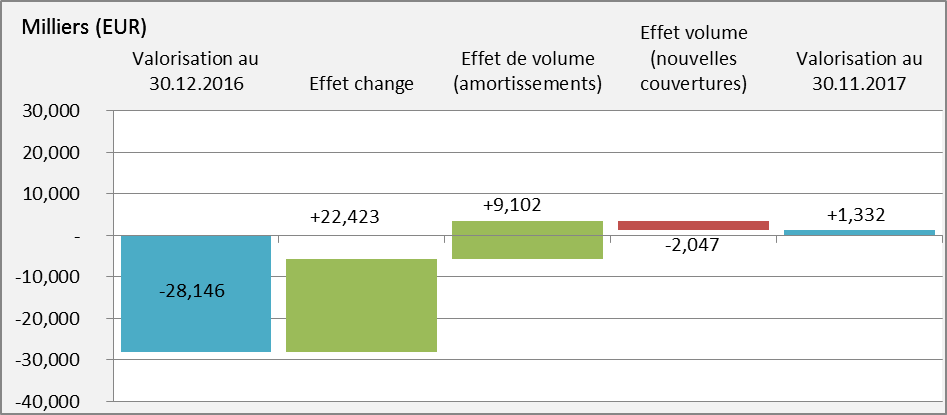 Milliers (EUR)
Valorisation au
30.12.2016
Effet change
Effet de volume
(amortissements)
Effet volume
(nouvelles
couvertures)
Valorisation au
30.11.2017
30,000
20,000
10,000
-
-10,000
-20,000
-30,000
-40,000
-28,146
+22,423
+9,102
-2,047
+1,332